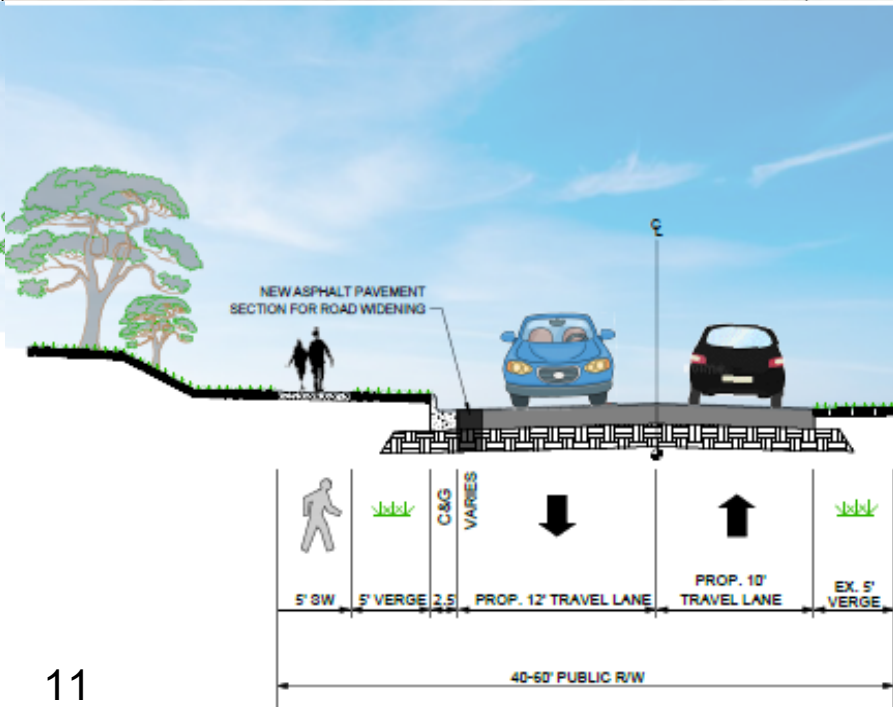 ℄
NEW ASPHALT PAVEMENT
SECTION FOR ROAD WIDENING
C&G
VARIES
5' SW
5' VERGE
2.5'
PROP. 12' TRAVEL LANE
PROP. 10'
TRAVEL LANE
EX. 5'
VERGE
40-60' PUBLIC R/W
11